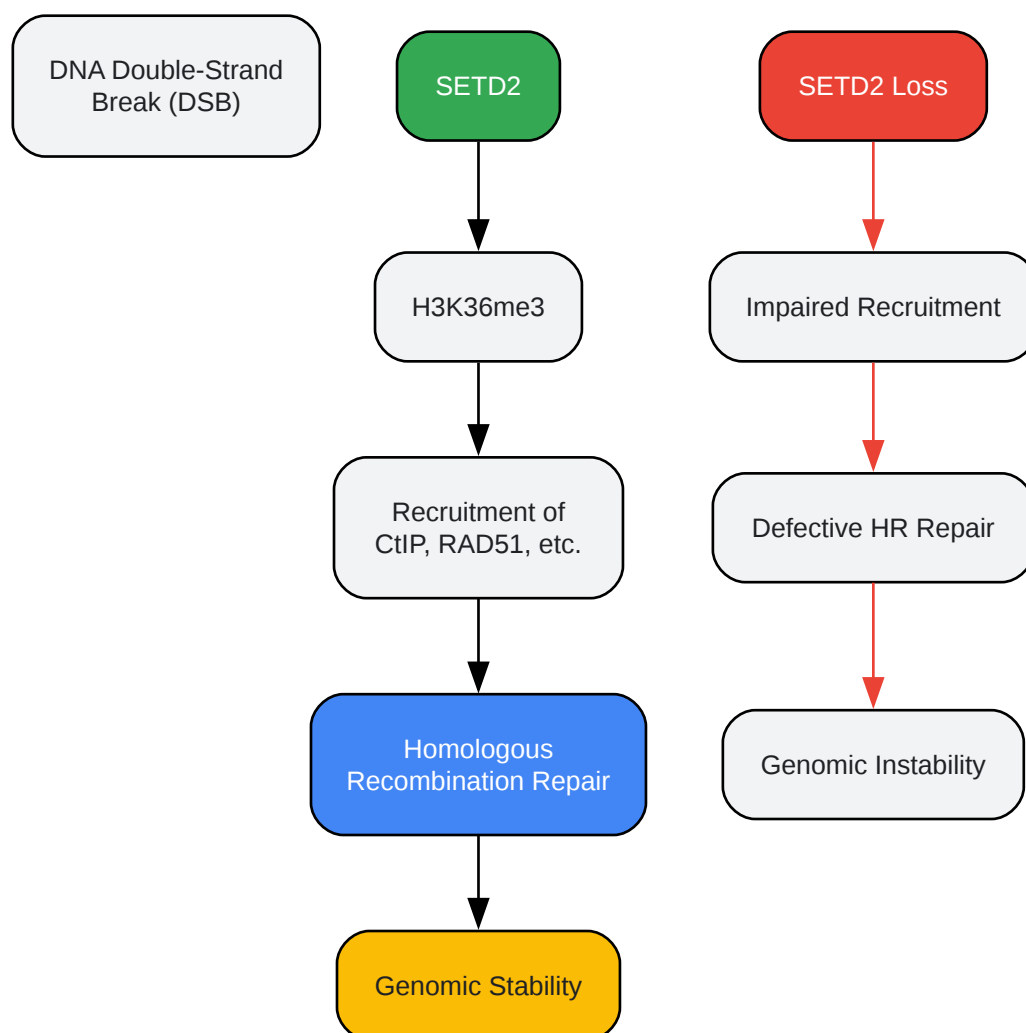 DNA Double-Strand
Break (DSB)
SETD2
SETD2 Loss
H3K36me3
Impaired Recruitment
Recruitment of
CtIP, RAD51, etc.
Defective HR Repair
Homologous
Recombination Repair
Genomic Instability
Genomic Stability